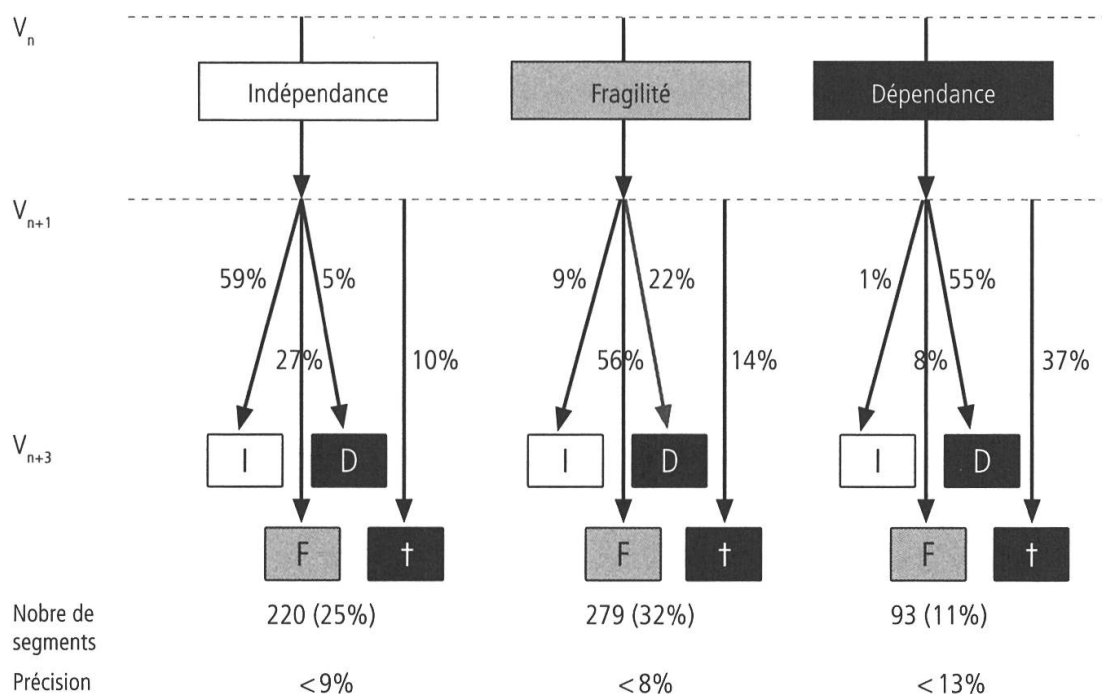 Vn
Indépendance Fragilité Dépendance
Vn+1
59% 5% 9% 22% 1% 55%
27% 10% 56% 14% 8% 37%
Vn+3
I D I D I D
F † F † F †
Nobre de segments 220 (25%) 279 (32%) 93 (11%)
Précision <9% <8% <13%